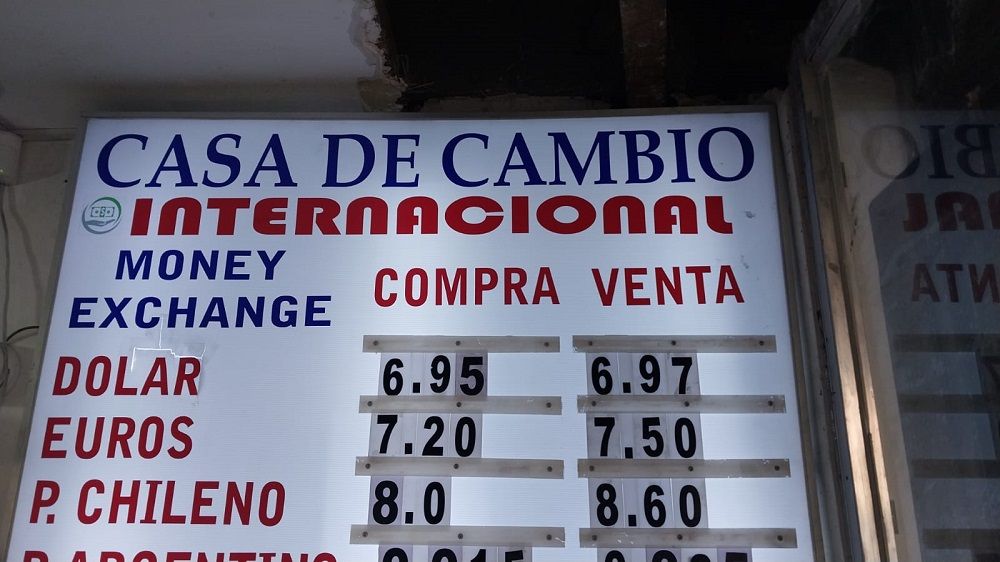 CASA DE CAMBIO
INTERNACIONAL
MONEY
EXCHANGE
COMPRA VENTA
DOLAR 6.95 6.97
EUROS 7.20 7.50
P. CHILENO 8.0 8.60
P. ARGENTINO